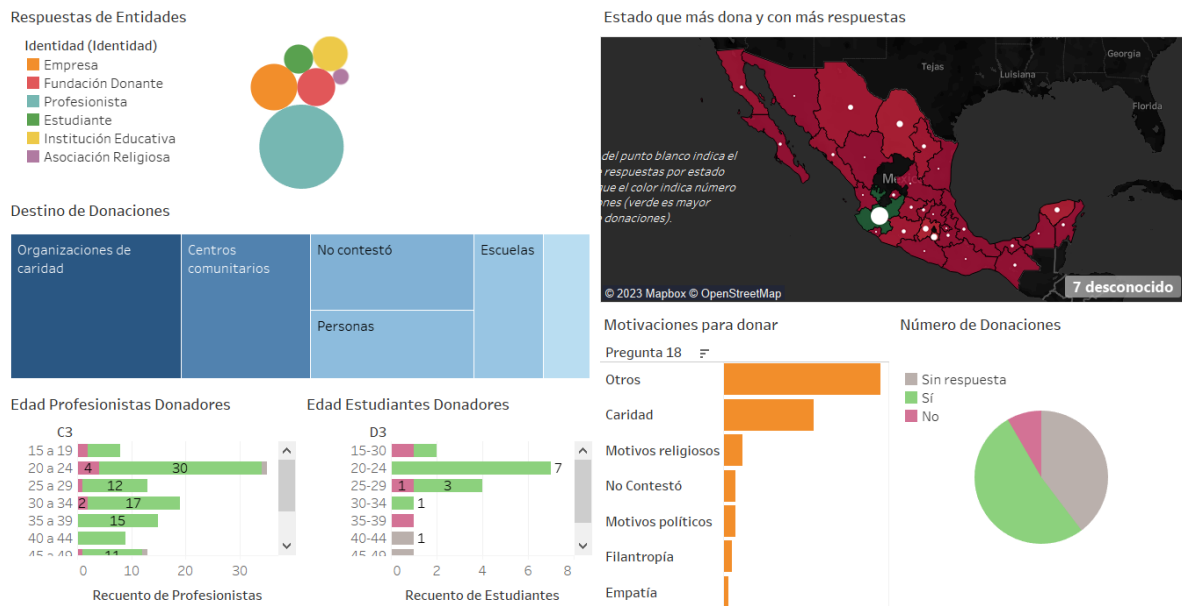 Respuestas de Entidades
Identidad (Identidad)
Empresa
Fundación Donante
Profesionista
Estudiante
Institución Educativa
Asociación Religiosa
Destino de Donaciones
Organizaciones de
caridad
Centros
comunitarios
No contestó
Personas
Escuelas
Edad Profesionistas Donadores
C3
15 a 19
20 a 24
4
30
25 a 29
12
30 a 34
2
17
35 a 39
15
40 a 44
45 a 49
11
0
10
20
30
Recuento de Profesionistas
Edad Estudiantes Donadores
D3
15-30
20-24
7
25-29
1
3
30-34
1
35-39
40-44
1
45-49
0
2
4
6
8
Recuento de Estudiantes
Estado que más dona y con más respuestas
Tejas
Luisiana
Georgia
Florida
del punto blanco indica el
respuestas por estado
que el color indica número
ones (verde es mayor
donaciones).
© 2023 Mapbox © OpenStreetMap
7 desconocido
Motivaciones para donar
Pregunta 18
Otros
Caridad
Motivos religiosos
No Contestó
Motivos políticos
Filantropía
Empatía
Número de Donaciones
Sin respuesta
Sí
No